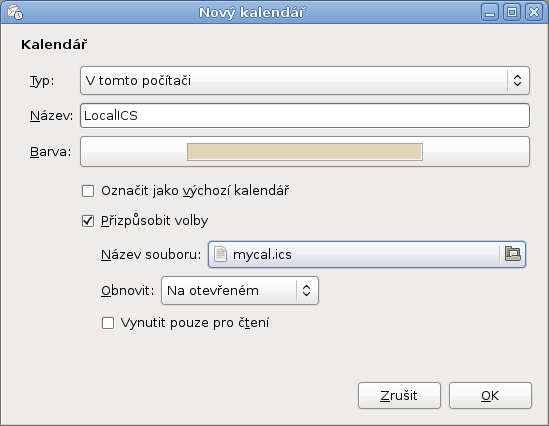 Nový kalendář
Kalendář
Typ: V tomto počítači
Název: LocalICS
Barva:
Označit jako výchozí kalendář
Přizpůsobit volby
Název souboru: mycal.ics
Obnovit: Na otevřeném
Vynutit pouze pro čtení
Zrušit OK